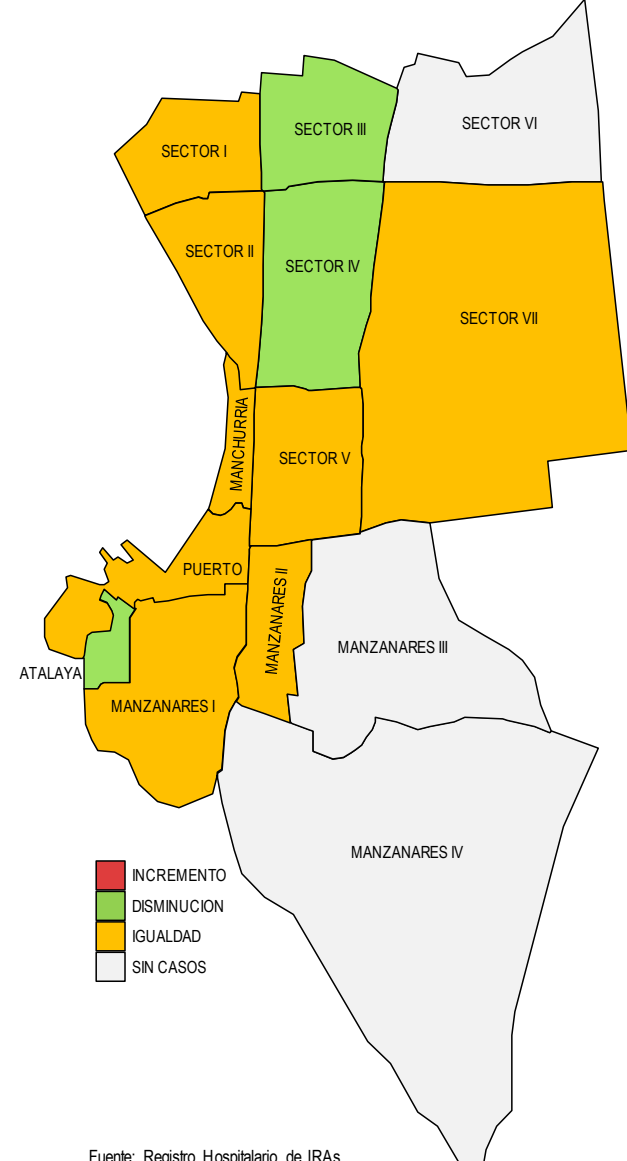 SECTOR VI
SECTOR III
SECTOR I
SECTOR II
SECTOR IV
SECTOR VII
MANCHURRIA
SECTOR V
PUERTO
MANZANARES II
MANZANARES III
ATALAYA
MANZANARES I
MANZANARES IV
INCREMENTO
DISMINUCION
IGUALDAD
SIN CASOS
Fuente: Registro Hospitalario de IRAs